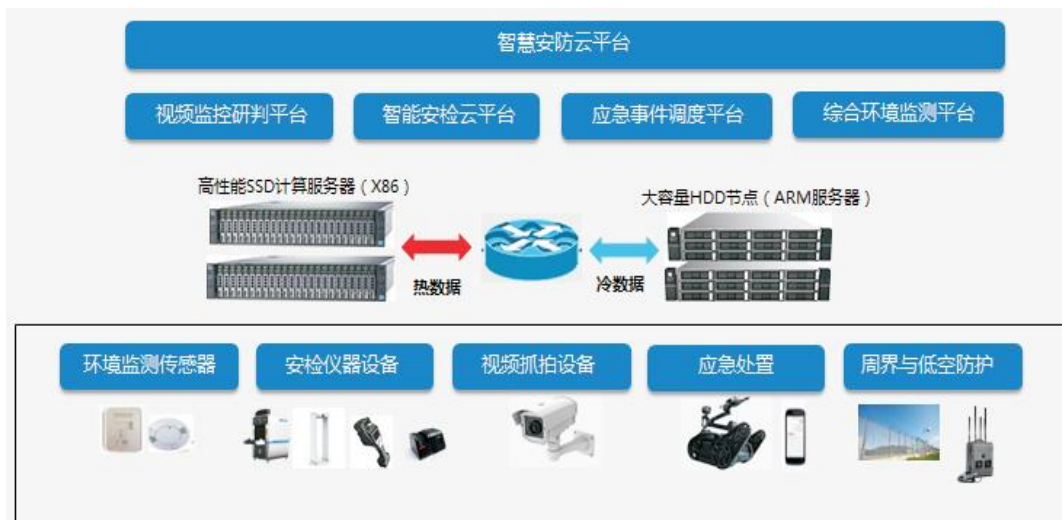 智慧安防云平台
视频监控研判平台
智能安检云平台
应急事件调度平台
综合环境监测平台
高性能SSD计算服务器（X86）
大容量HDD节点（ARM服务器）
热数据
冷数据
环境监测传感器
安检仪器设备
视频抓拍设备
应急处置
周界与低空防护